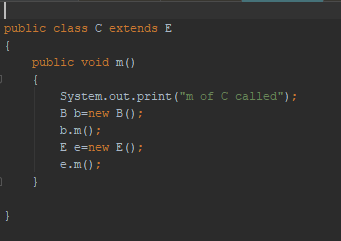 public class C extends E
{
public void m()
{
System.out.print("m of C called");
B b=new B();
b.m();
E e=new E();
e.m();
}
}